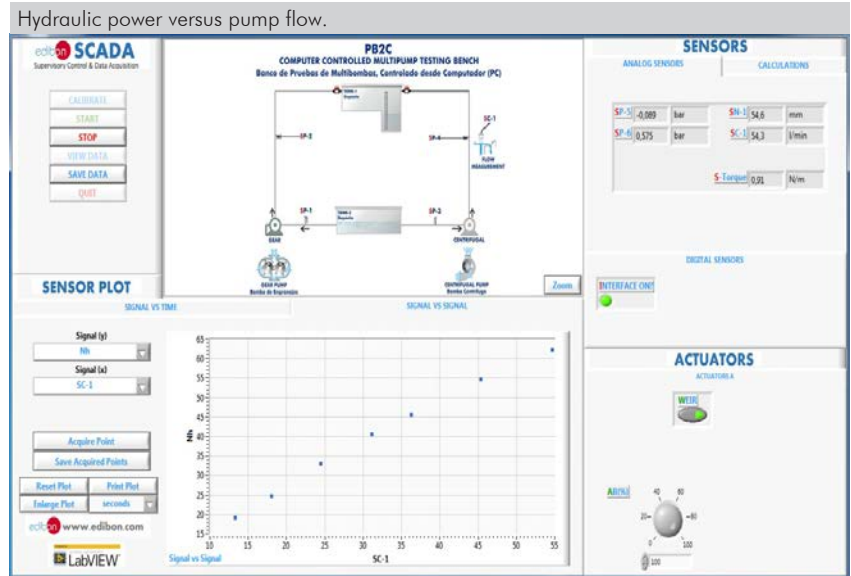 Hydraulic power versus pump flow.
edibon SCADA
Supervisory Control & Data Acquisition
CALIBRATE
START
STOP
VIEW DATA
SAVE DATA
QUIT
PB2C
COMPUTER CONTROLLED MULTIPUMP TESTING BENCH
Banco de Pruebas de Multibombas, Controlado desde Computador (PC)
SC-1
FLOW
MEASUREMENT
SP-1
SP-2
GEAR
CENTRIFUGAL
GEAR PUMP
Bomba de Engranajes
CENTRIFUGAL PUMP
Bomba Centrífuga
Zoom
SENSORS
ANALOG SENSORS
CALCULATIONS
SP-5 -0,089 bar
SN-1 54,6 mm
SP-6 0,575 bar
SC-1 54,3 l/min
S-Torque 0,91 N/m
DIGITAL SENSORS
INTERFACE ON?
SENSOR PLOT
SIGNAL VS TIME
SIGNAL VS SIGNAL
Signal (y)
Nh
Signal (x)
SC-1
Acquire Point
Save Acquired Points
Reset Plot
Print Plot
Enlarge Plot
seconds
edibon www.edibon.com
LabVIEW
65
60
55
50
45
40
35
30
25
20
15
Nh
10 15 20 25 30 35 40 45 50 55
SC-1
Signal vs Signal
ACTUATORS
WEIR
40 60
20 80
0 100
100